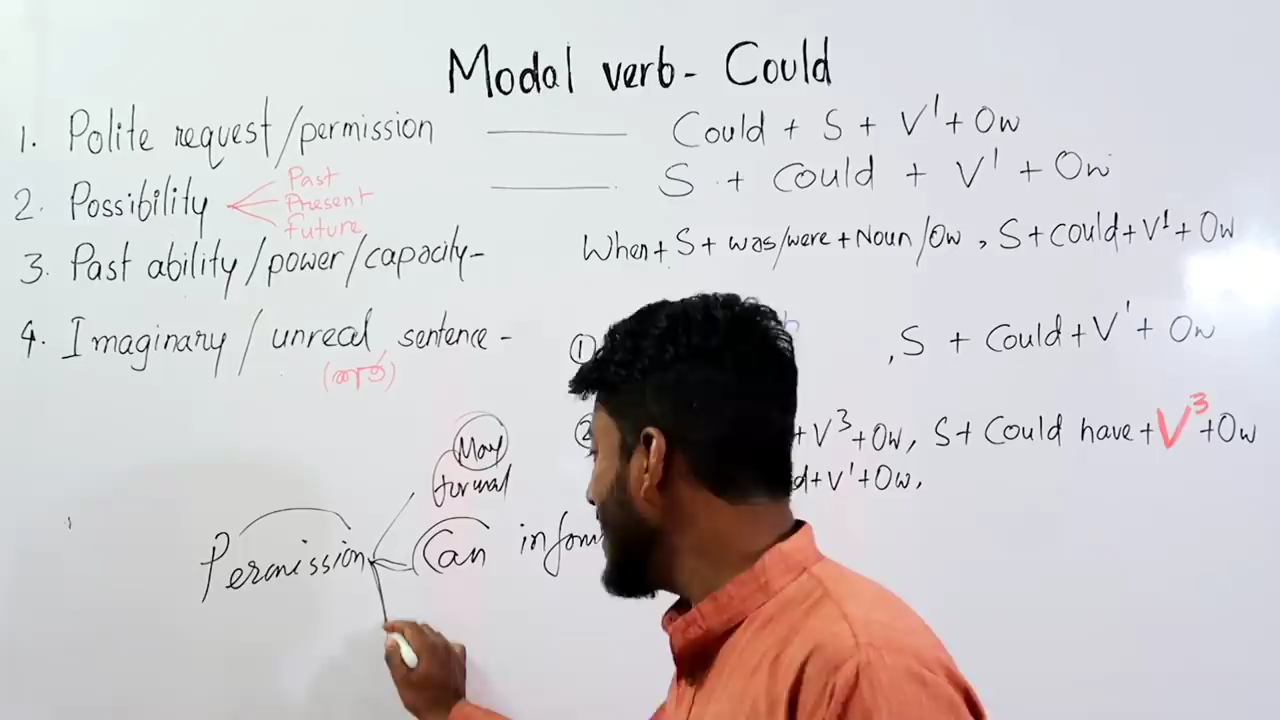 Modal verb - Could
1. Polite request/permission — Could + S + V¹ + Ow
2. Possibility — S + Could + V¹ + Ow
Past
Present
future
3. Past ability/power/capacity - When + S + was/were + Noun/Ow, S + could + V¹ + Ow
4. Imaginary/unreal sentence - ① , S + Could + V¹ + Ow
② + V³ + Ow, S + Could have + V³ + Ow
d + V¹ + Ow,
May
formal
Permission
Can